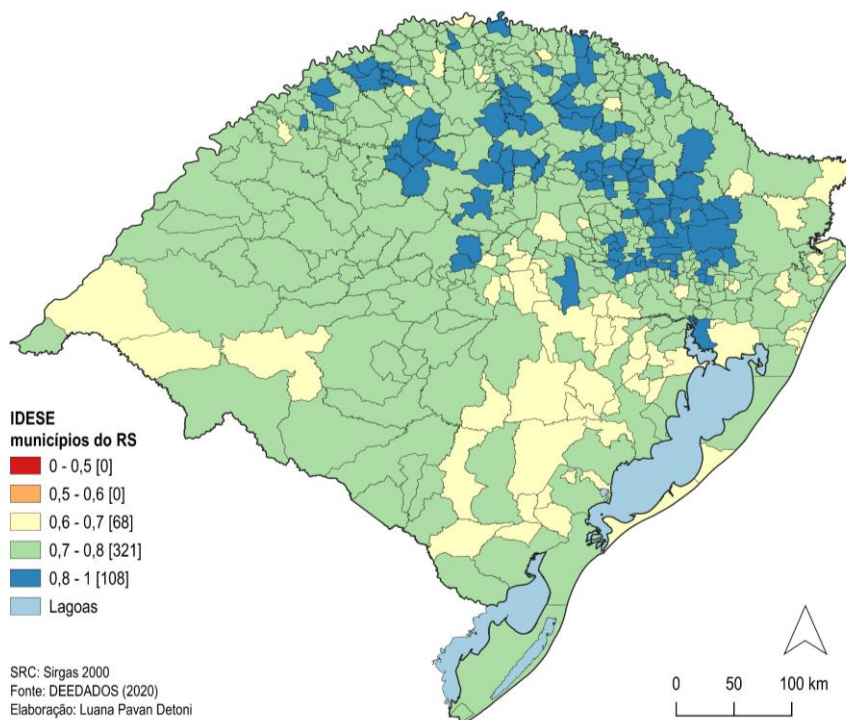 IDESE
municípios do RS
0 - 0,5 [0]
0,5 - 0,6 [0]
0,6 - 0,7 [68]
0,7 - 0,8 [321]
0,8 - 1 [108]
Lagoas
SRC: Sirgas 2000
Fonte: DEEDADOS (2020)
Elaboração: Luana Pavan Detoni
0 50 100 km